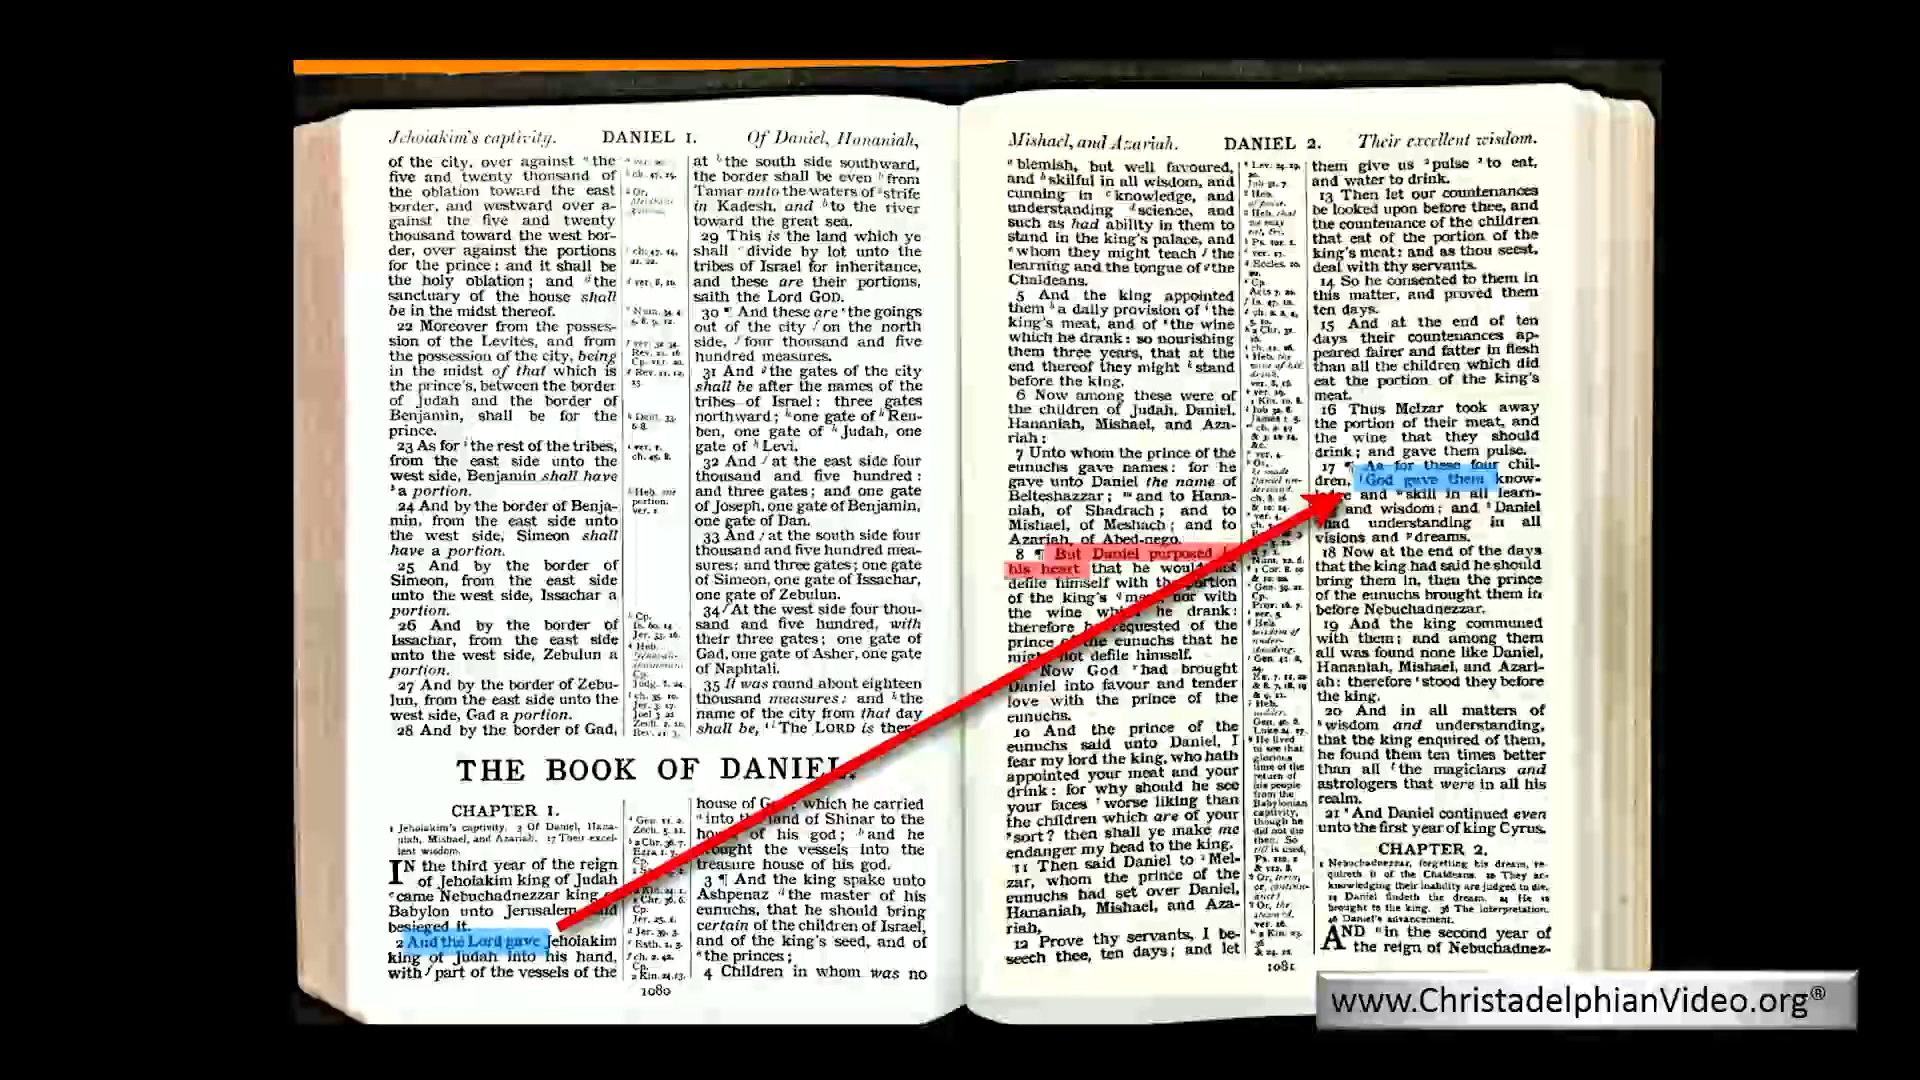 Jehoiakim's captivity. DANIEL 1. Of Daniel, Hananiah,
of the city, over against the
five and twenty thousand of
the oblation toward the east
border, and westward over a-
gainst the five and twenty
thousand toward the west bor-
der, over against the portions
for the prince: and it shall be
the holy oblation; and the
sanctuary of the house shall
be in the midst thereof.
22 Moreover from the posses-
sion of the Levites, and from
the possession of the city, being
in the midst of that which is
the prince's, between the border
of Judah and the border of
Benjamin, shall be for the
prince.
23 As for the rest of the tribes,
from the east side unto the
west side, Benjamin shall have
a portion.
24 And by the border of Benja-
min, from the east side unto
the west side, Simeon shall
have a portion.
25 And by the border of
Simeon, from the east side
unto the west side, Issachar a
portion.
26 And by the border of
Issachar, from the east side
unto the west side, Zebulun a
portion.
27 And by the border of Zebu-
lun, from the east side unto the
west side, Gad a portion.
28 And by the border of Gad,
at the south side southward,
the border shall be even from
Tamar unto the waters of strife
in Kadesh, and to the river
toward the great sea.
29 This is the land which ye
shall divide by lot unto the
tribes of Israel for inheritance,
and these are their portions,
saith the Lord GOD.
30 ¶ And these are the goings
out of the city on the north
side, four thousand and five
hundred measures.
31 And the gates of the city
shall be after the names of the
tribes of Israel: three gates
northward; one gate of Reu-
ben, one gate of Judah, one
gate of Levi.
32 And at the east side four
thousand and five hundred:
and three gates; and one gate
of Joseph, one gate of Benjamin,
one gate of Dan.
33 And at the south side four
thousand and five hundred mea-
sures: and three gates; one gate
of Simeon, one gate of Issachar,
one gate of Zebulun.
34 At the west side four thou-
sand and five hundred, with
their three gates; one gate of
Gad, one gate of Asher, one gate
of Naphtali.
35 It was round about eighteen
thousand measures: and the
name of the city from that day
shall be, The LORD is there
THE BOOK OF DANIEL.
CHAPTER 1.
1 Jehoiakim's captivity. 3 Of Daniel, Hana-
niah, Mishael, and Azariah. 17 Their excel-
lent wisdom.
IN the third year of the reign
of Jehoiakim king of Judah
came Nebuchadnezzar king of
Babylon unto Jerusalem, and
besieged it.
2 And the Lord gave Jehoiakim
king of Judah into his hand,
with part of the vessels of the
1080
house of which he carried
into the land of Shinar to the
house of his god; and he
brought the vessels into the
treasure house of his god.
3 ¶ And the king spake unto
Ashpenaz the master of his
eunuchs, that he should bring
certain of the children of Israel,
and of the king's seed, and of
the princes;
4 Children in whom was no
Mishael, and Azariah. DANIEL 2. Their excellent wisdom.
blemish, but well favoured,
and skilful in all wisdom, and
cunning in knowledge, and
understanding science, and
such as had ability in them to
stand in the king's palace, and
whom they might teach the
learning and the tongue of the
Chaldeans.
5 And the king appointed
them a daily provision of the
king's meat, and of the wine
which he drank: so nourishing
them three years, that at the
end thereof they might stand
before the king.
6 Now among these were of
the children of Judah, Daniel,
Hananiah, Mishael, and Aza-
riah:
7 Unto whom the prince of the
eunuchs gave names: for he
gave unto Daniel the name of
Belteshazzar; and to Hana-
niah, of Shadrach; and to
Mishael, of Meshach; and to
Azariah, of Abed-nego.
8 ¶ But Daniel purposed
his heart that he would not
defile himself with the portion
of the king's meat, nor with
the wine which he drank:
therefore he requested of the
prince of the eunuchs that he
might not defile himself.
Now God had brought
Daniel into favour and tender
love with the prince of the
eunuchs.
10 And the prince of the
eunuchs said unto Daniel, I
fear my lord the king, who hath
appointed your meat and your
drink: for why should he see
your faces worse liking than
the children which are of your
sort? then shall ye make me
endanger my head to the king.
11 Then said Daniel to Mel-
zar, whom the prince of the
eunuchs had set over Daniel,
Hananiah, Mishael, and Aza-
riah,
12 Prove thy servants, I be-
seech thee, ten days; and let
1081
them give us pulse to eat,
and water to drink.
13 Then let our countenances
be looked upon before thee, and
the countenance of the children
that eat of the portion of the
king's meat: and as thou seest,
deal with thy servants.
14 So he consented to them in
this matter, and proved them
ten days.
15 And at the end of ten
days their countenances ap-
peared fairer and fatter in flesh
than all the children which did
eat the portion of the king's
meat.
16 Thus Melzar took away
the portion of their meat, and
the wine that they should
drink; and gave them pulse.
17 ¶ As for these four chil-
dren, God gave them know-
ledge and skill in all learn-
and wisdom; and Daniel
had understanding in all
visions and dreams.
18 Now at the end of the days
that the king had said he should
bring them in, then the prince
of the eunuchs brought them in
before Nebuchadnezzar.
19 And the king communed
with them; and among them
all was found none like Daniel,
Hananiah, Mishael, and Azari-
ah: therefore stood they before
the king.
20 And in all matters of
wisdom and understanding,
that the king enquired of them,
he found them ten times better
than all the magicians and
astrologers that were in all his
realm.
21 And Daniel continued even
unto the first year of king Cyrus.
CHAPTER 2.
1 Nebuchadnezzar, forgetting his dream, re-
quireth it of the Chaldeans. 10 They ac-
knowledging their inability are judged to die.
14 Daniel findeth the dream. 24 He is
brought to the king. 36 The interpretation.
46 Daniel's advancement.
AND in the second year of
the reign of Nebuchadnez-
www.ChristadelphianVideo.org®